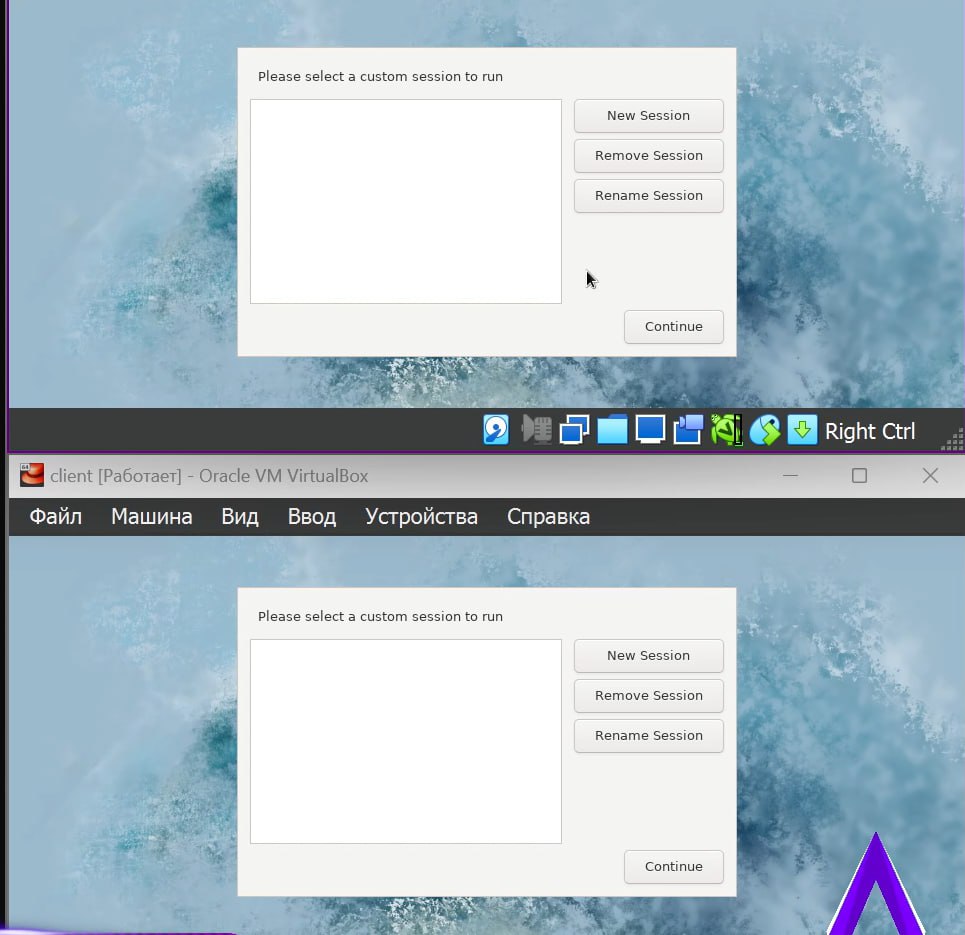 Please select a custom session to run
New Session
Remove Session
Rename Session
Continue
Right Ctrl
64
client [Работает] - Oracle VM VirtualBox
Файл Машина Вид Ввод Устройства Справка
Please select a custom session to run
New Session
Remove Session
Rename Session
Continue